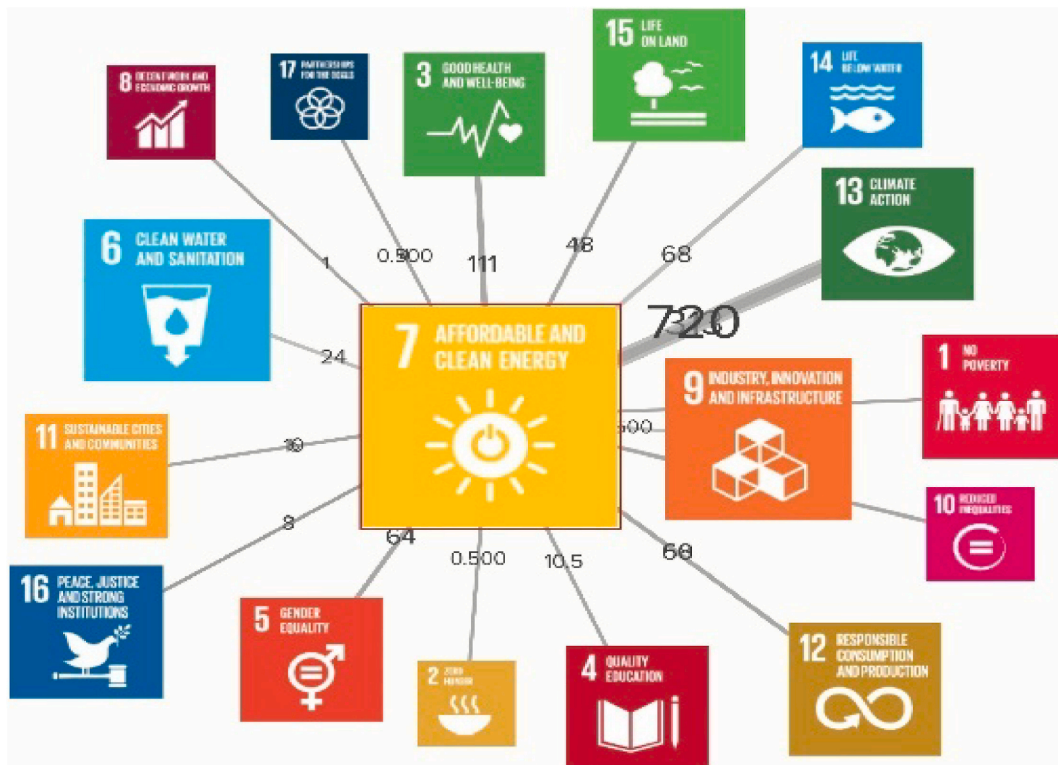 8 DECENT WORK AND
ECONOMIC GROWTH
17 PARTNERSHIPS
FOR THE GOALS
3 GOOD HEALTH
AND WELL-BEING
15 LIFE
ON LAND
14 LIFE
BELOW WATER
13 CLIMATE
ACTION
6 CLEAN WATER
AND SANITATION
1
111
48
68
24
7 AFFORDABLE AND
CLEAN ENERGY
720
9 INDUSTRY, INNOVATION
AND INFRASTRUCTURE
1 NO
POVERTY
11 SUSTAINABLE CITIES
AND COMMUNITIES
10 REDUCED
INEQUALITIES
64
0.500
10.5
16 PEACE, JUSTICE
AND STRONG
INSTITUTIONS
5 GENDER
EQUALITY
2 ZERO
HUNGER
4 QUALITY
EDUCATION
12 RESPONSIBLE
CONSUMPTION
AND PRODUCTION